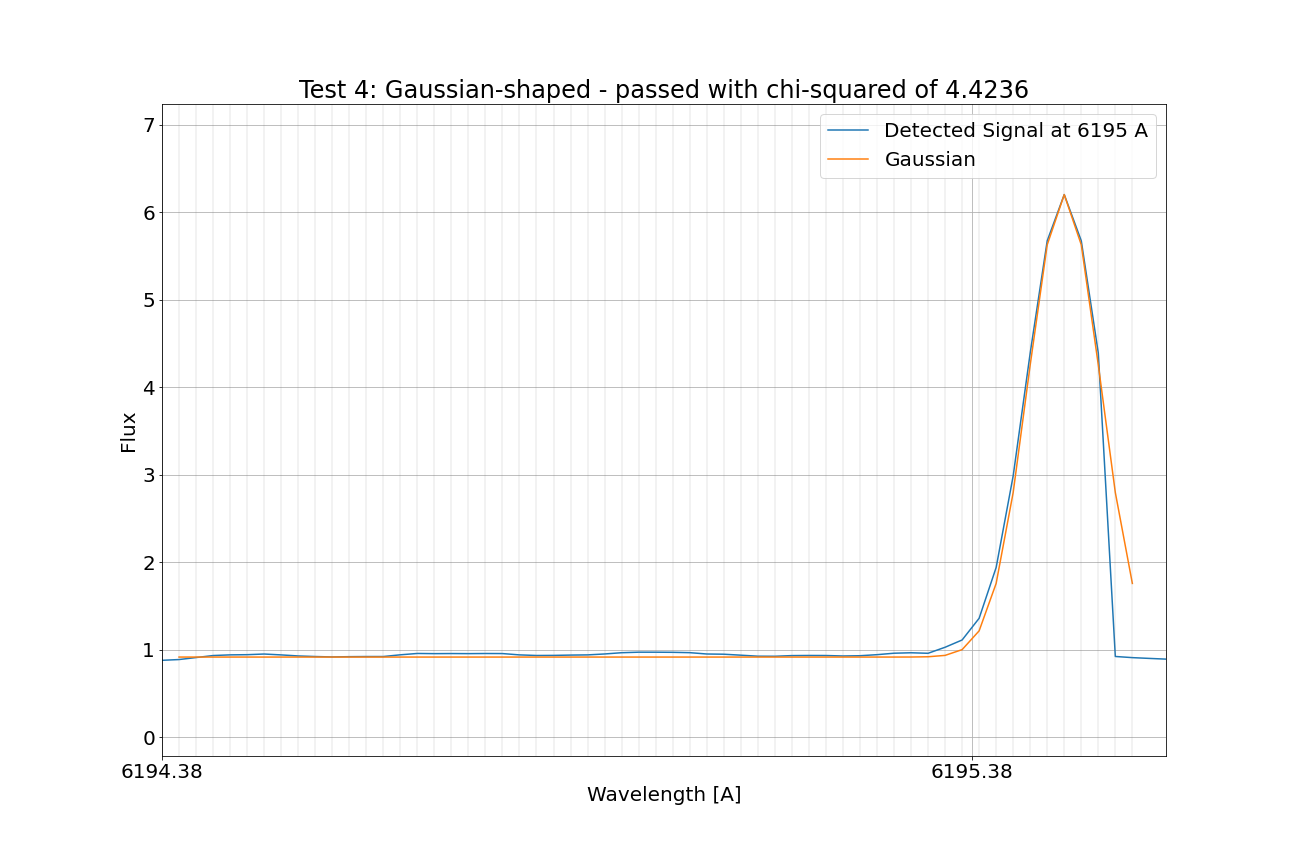 Test 4: Gaussian-shaped - passed with chi-squared of 4.4236
Detected Signal at 6195 A
Gaussian
7
6
5
4
3
2
1
0
Flux
6194.38
6195.38
Wavelength [A]